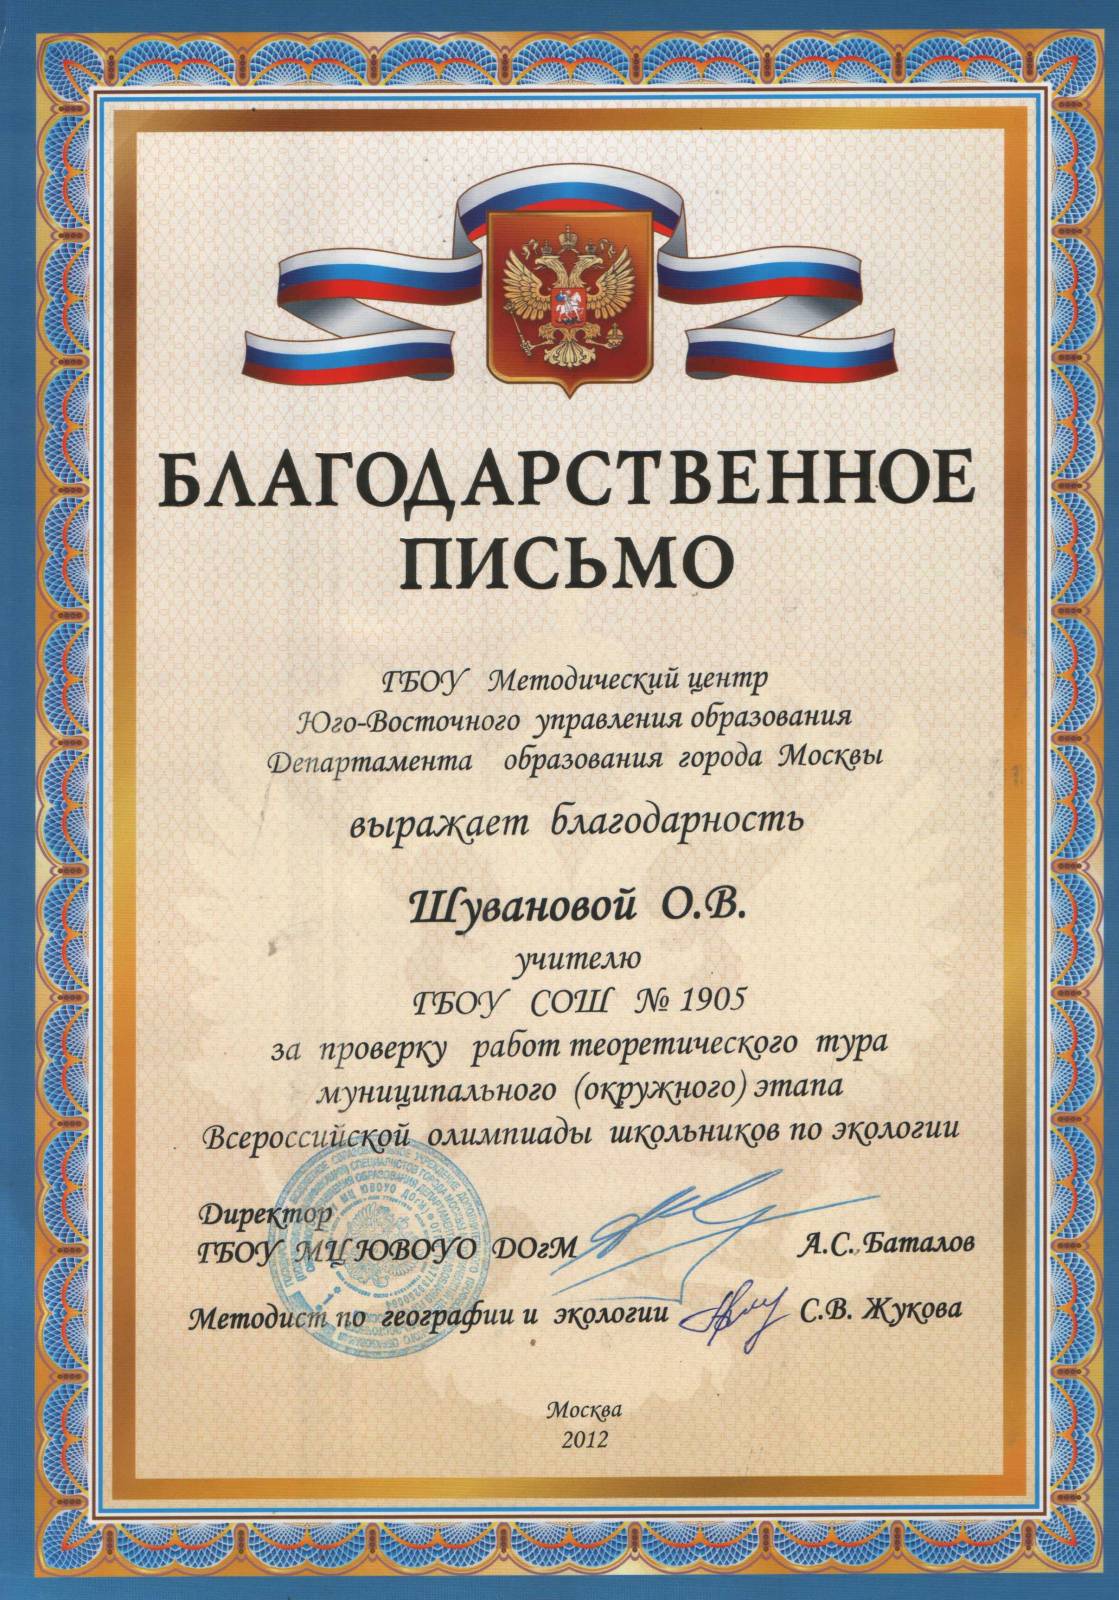 БЛАГОДАРСТВЕННОЕ
ПИСЬМО
ГБОУ Методический центр
Юго-Восточного управления образования
Департамента образования города Москвы
выражает благодарность
Шувановой О.В.
учителю
ГБОУ СОШ № 1905
за проверку работ теоретического тура
муниципального (окружного) этапа
Всероссийской олимпиады школьников по экологии
Директор
ГБОУ МЦ ЮВОУО ДОгМ А.С. Баталов
Методист по географии и экологии С.В. Жукова
Москва
2012